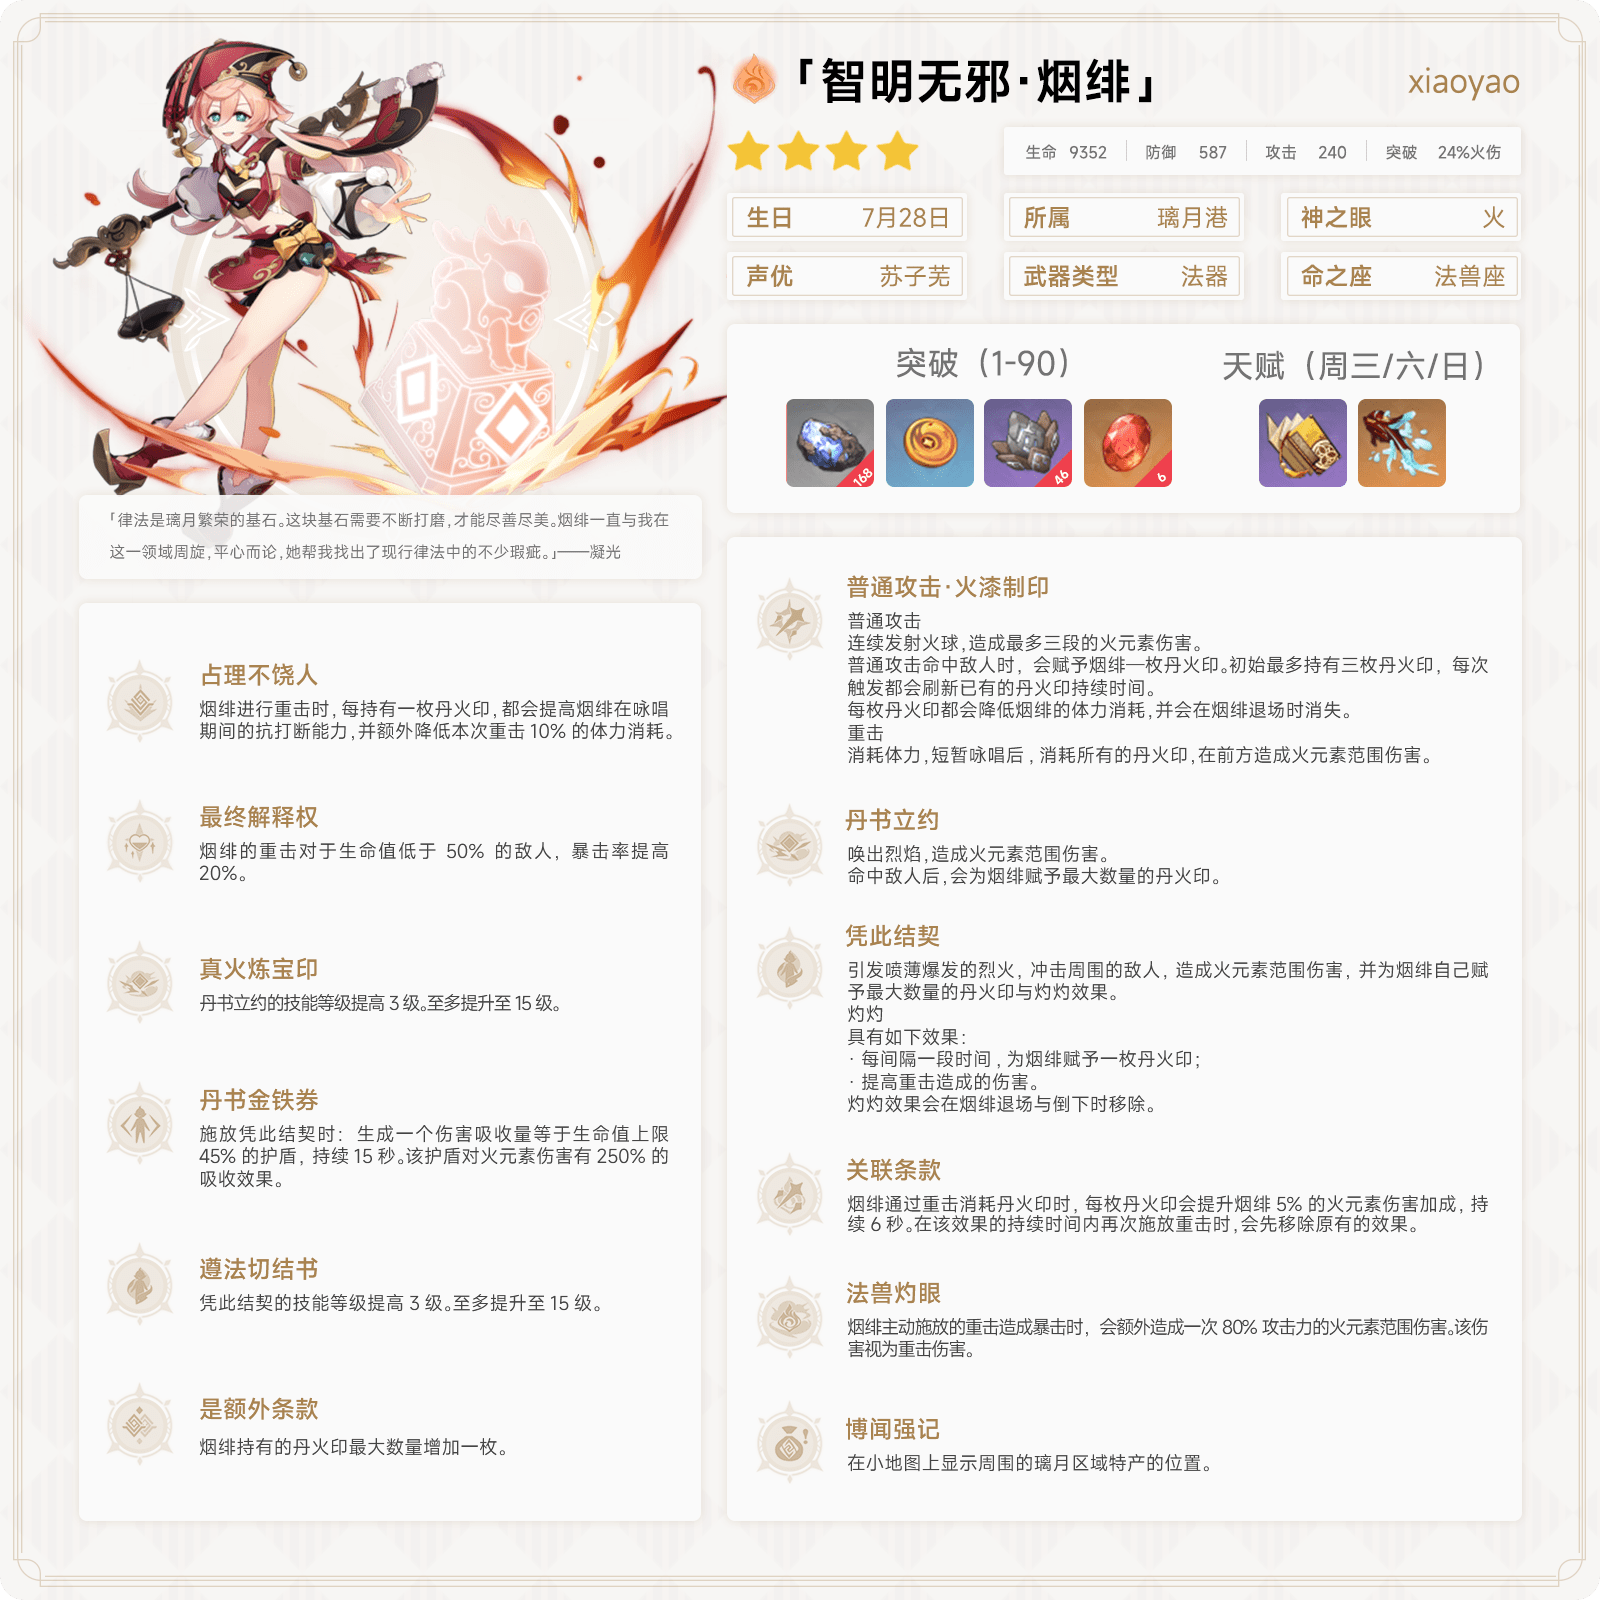 「智明无邪·烟绯」
xiaoyao
生命 9352 防御 587 攻击 240 突破 24%火伤
生日 7月28日 所属 璃月港 神之眼 火
声优 苏子芜 武器类型 法器 命之座 法兽座
突破（1-90）
168
46
6
天赋（周三/六/日）
「律法是璃月繁荣的基石。这块基石需要不断打磨,才能尽善尽美。烟绯一直与我在
这一领域周旋,平心而论,她帮我找出了现行律法中的不少瑕疵。」——凝光
占理不饶人
烟绯进行重击时,每持有一枚丹火印,都会提高烟绯在咏唱
期间的抗打断能力,并额外降低本次重击 10% 的体力消耗。
最终解释权
烟绯的重击对于生命值低于 50% 的敌人, 暴击率提高
20%。
真火炼宝印
丹书立约的技能等级提高 3 级。至多提升至 15 级。
丹书金铁券
施放凭此结契时: 生成一个伤害吸收量等于生命值上限
45% 的护盾, 持续 15 秒。该护盾对火元素伤害有 250% 的
吸收效果。
遵法切结书
凭此结契的技能等级提高 3 级。至多提升至 15 级。
是额外条款
烟绯持有的丹火印最大数量增加一枚。
普通攻击·火漆制印
普通攻击
连续发射火球,造成最多三段的火元素伤害。
普通攻击命中敌人时, 会赋予烟绯一枚丹火印。初始最多持有三枚丹火印, 每次
触发都会刷新已有的丹火印持续时间。
每枚丹火印都会降低烟绯的体力消耗,并会在烟绯退场时消失。
重击
消耗体力,短暂咏唱后, 消耗所有的丹火印,在前方造成火元素范围伤害。
丹书立约
唤出烈焰,造成火元素范围伤害。
命中敌人后,会为烟绯赋予最大数量的丹火印。
凭此结契
引发喷薄爆发的烈火, 冲击周围的敌人, 造成火元素范围伤害, 并为烟绯自己赋
予最大数量的丹火印与灼灼效果。
灼灼
具有如下效果:
· 每间隔一段时间, 为烟绯赋予一枚丹火印;
· 提高重击造成的伤害。
灼灼效果会在烟绯退场与倒下时移除。
关联条款
烟绯通过重击消耗丹火印时, 每枚丹火印会提升烟绯 5% 的火元素伤害加成, 持
续 6 秒。在该效果的持续时间内再次施放重击时,会先移除原有的效果。
法兽灼眼
烟绯主动施放的重击造成暴击时, 会额外造成一次 80% 攻击力的火元素范围伤害。该伤
害视为重击伤害。
博闻强记
在小地图上显示周围的璃月区域特产的位置。